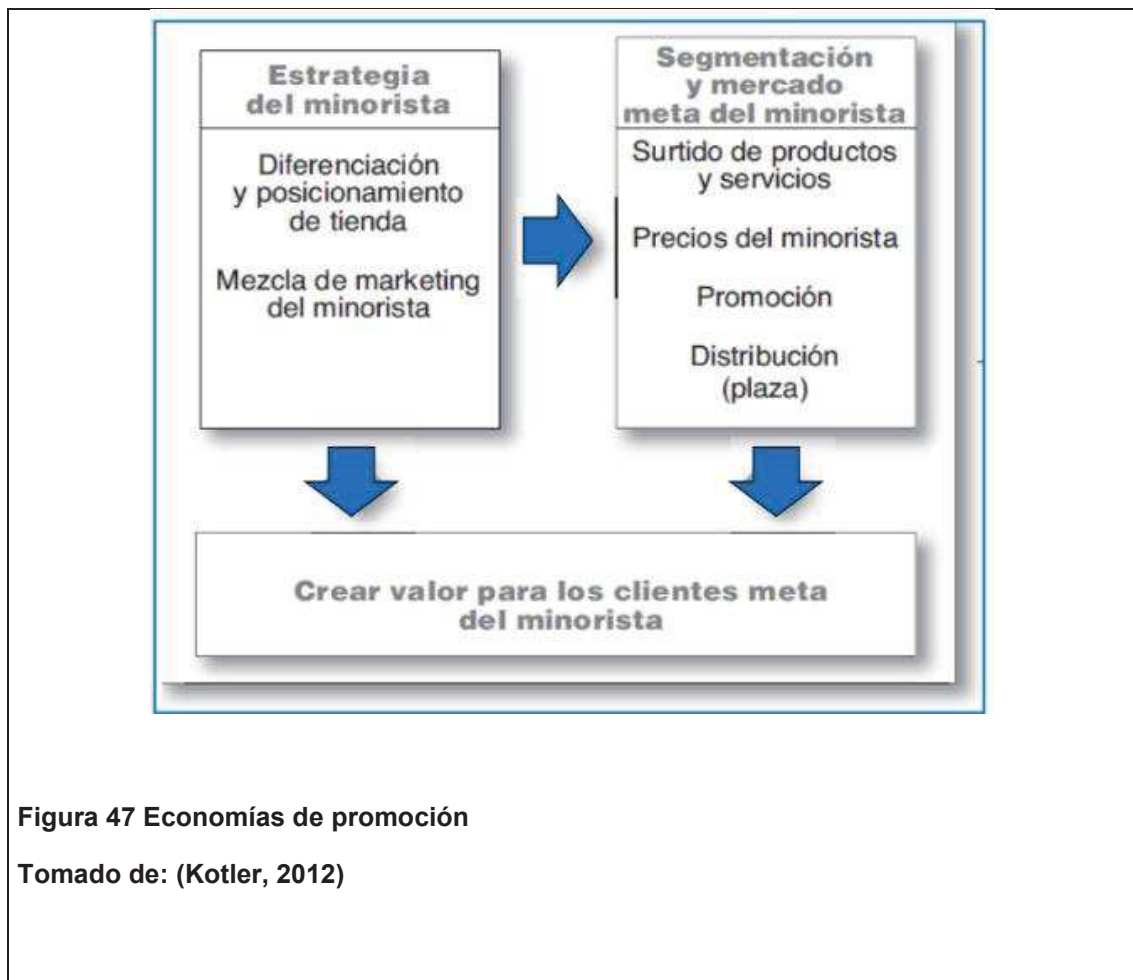 Estrategia
del minorista
Diferenciación
y posicionamiento
de tienda
Mezcla de marketing
del minorista
Segmentación
y mercado
meta del minorista
Surtido de productos
y servicios
Precios del minorista
Promoción
Distribución
(plaza)
Crear valor para los clientes meta
del minorista
Figura 47 Economías de promoción
Tomado de: (Kotler, 2012)